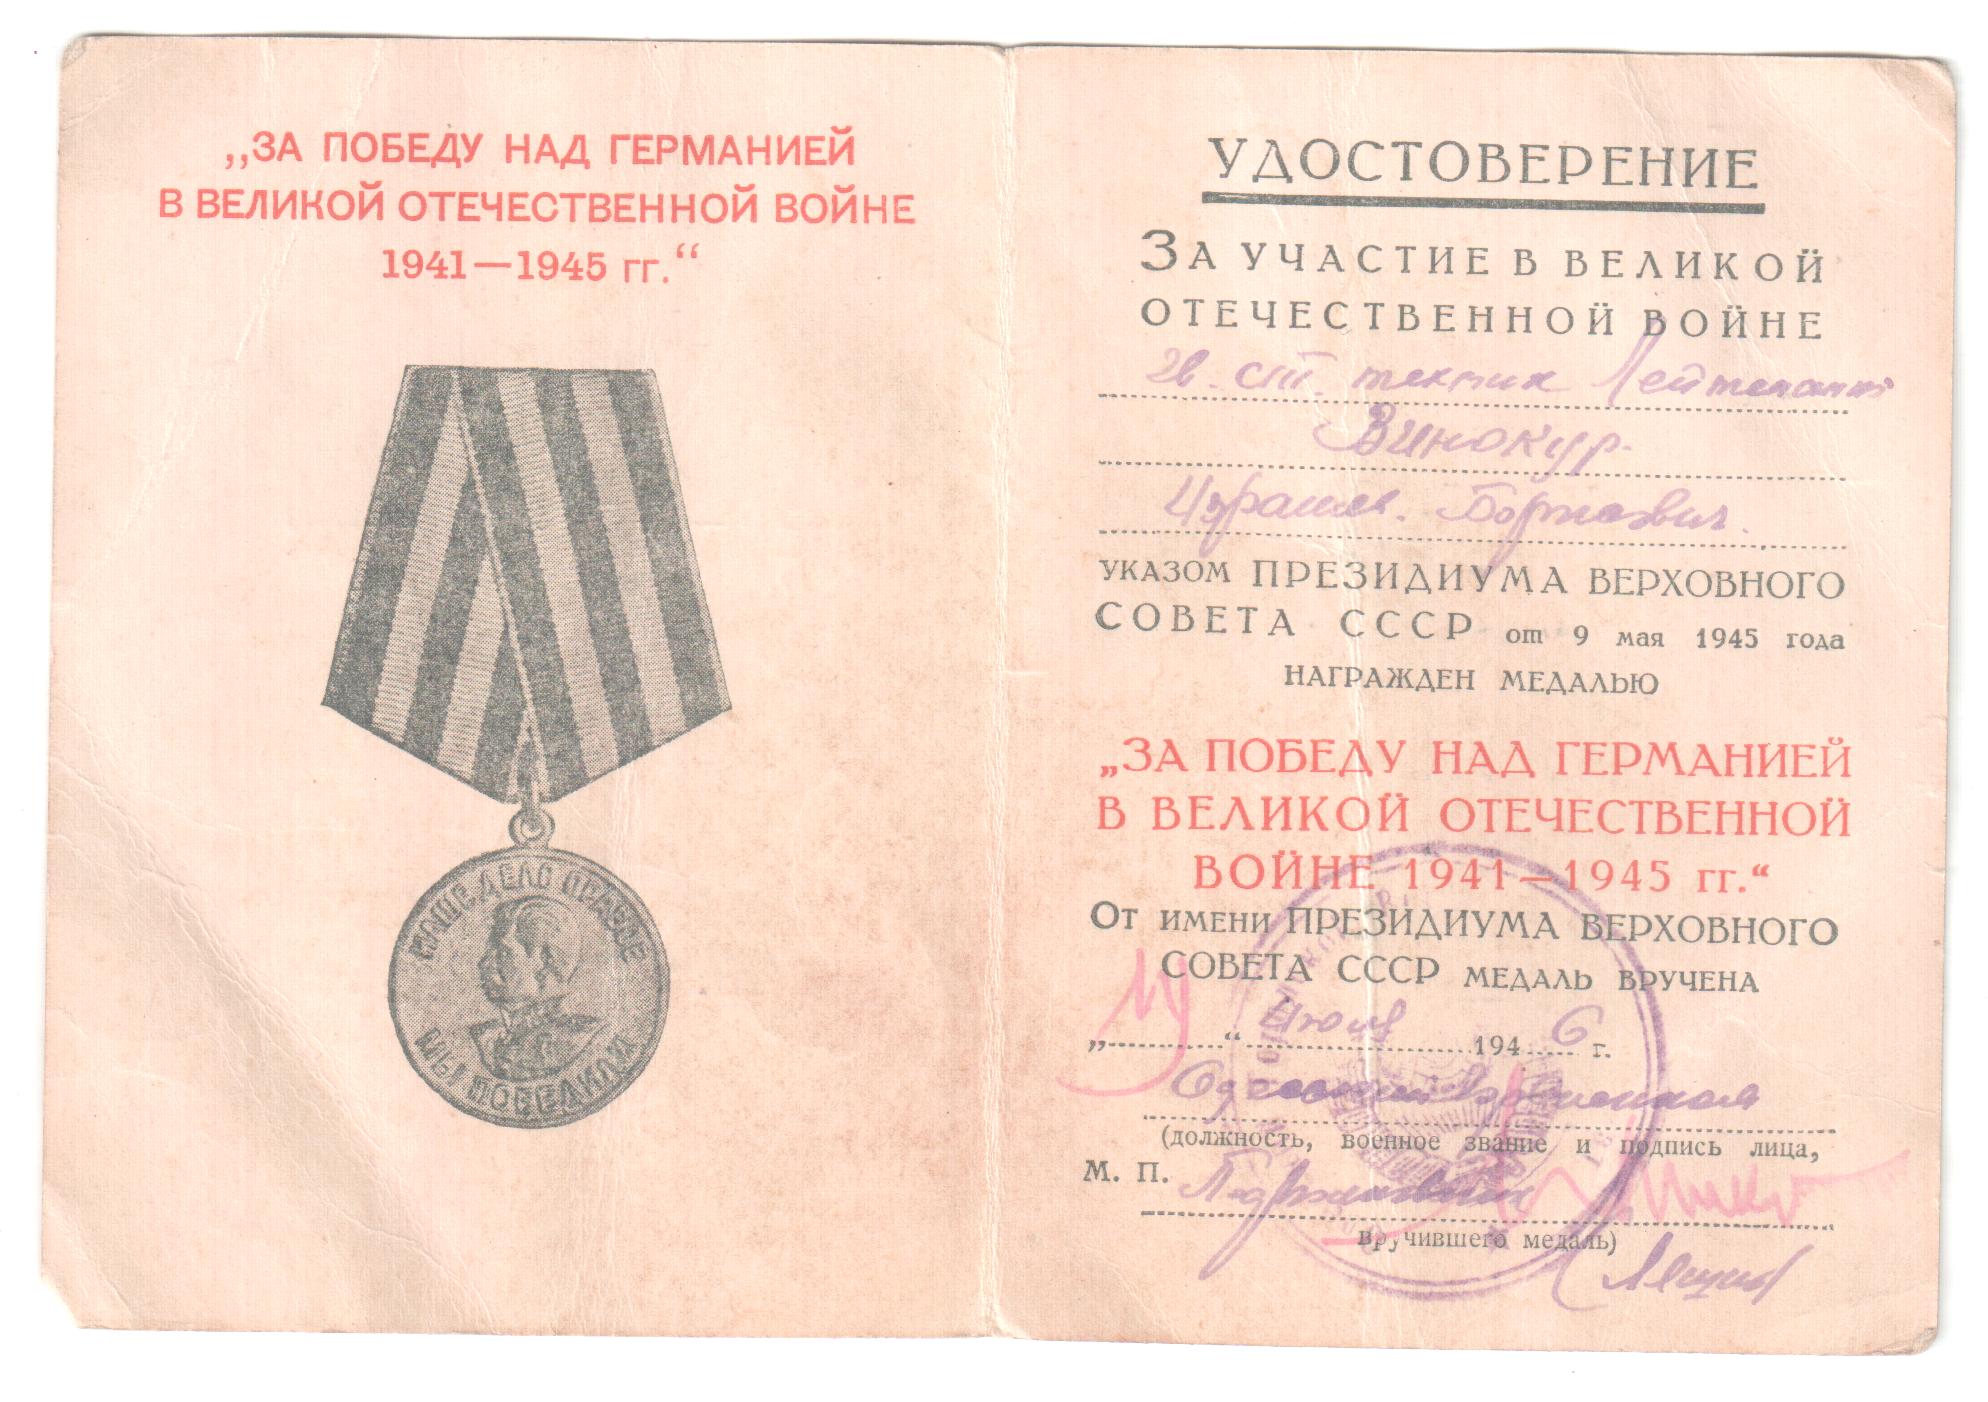 „ЗА ПОБЕДУ НАД ГЕРМАНИЕЙ
В ВЕЛИКОЙ ОТЕЧЕСТВЕННОЙ ВОЙНЕ
1941—1945 гг.“
НАШЕ ДЕЛО ПРАВОЕ
МЫ ПОБЕДИЛИ
УДОСТОВЕРЕНИЕ
ЗА УЧАСТИЕ В ВЕЛИКОЙ
ОТЕЧЕСТВЕННОЙ ВОЙНЕ
гв. ст. техник Лейтенант
Винокур
Израиль Борисович
УКАЗОМ ПРЕЗИДИУМА ВЕРХОВНОГО
СОВЕТА СССР от 9 мая 1945 года
НАГРАЖДЕН МЕДАЛЬЮ
„ЗА ПОБЕДУ НАД ГЕРМАНИЕЙ
В ВЕЛИКОЙ ОТЕЧЕСТВЕННОЙ
ВОЙНЕ 1941—1945 гг.“
ОТ ИМЕНИ ПРЕЗИДИУМА ВЕРХОВНОГО
СОВЕТА СССР МЕДАЛЬ ВРУЧЕНА
„ “ 1946 г.
(должность, военное звание и подпись лица,
М. П.
вручившего медаль)